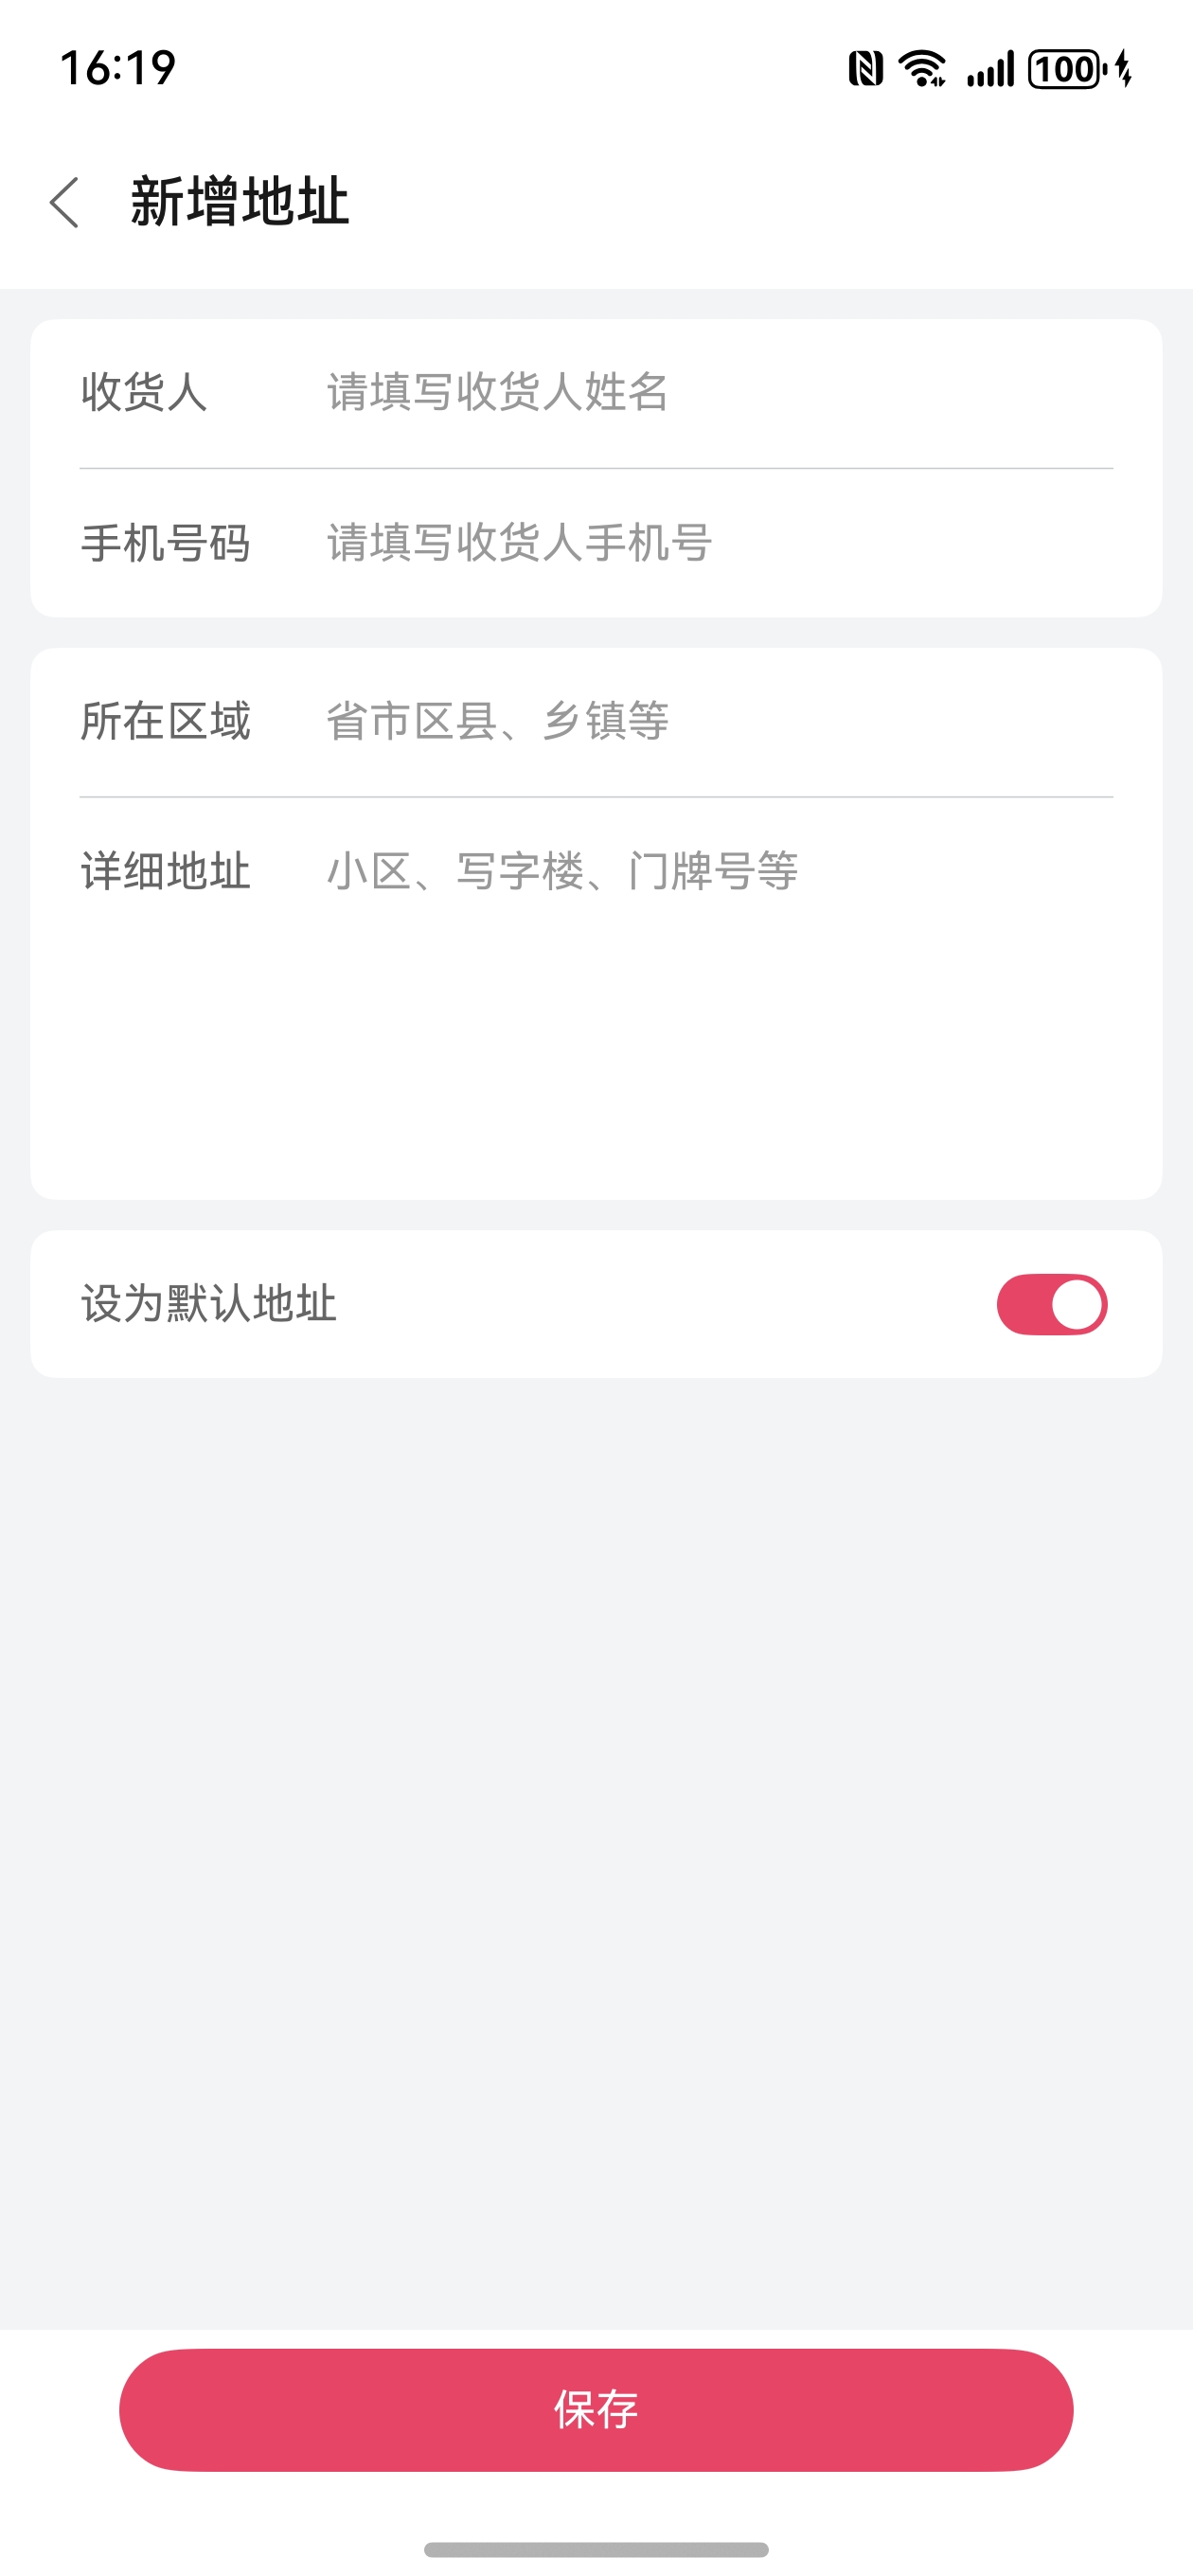 16:19
100
新增地址
收货人 请填写收货人姓名
手机号码 请填写收货人手机号
所在区域 省市区县、乡镇等
详细地址 小区、写字楼、门牌号等
设为默认地址
保存